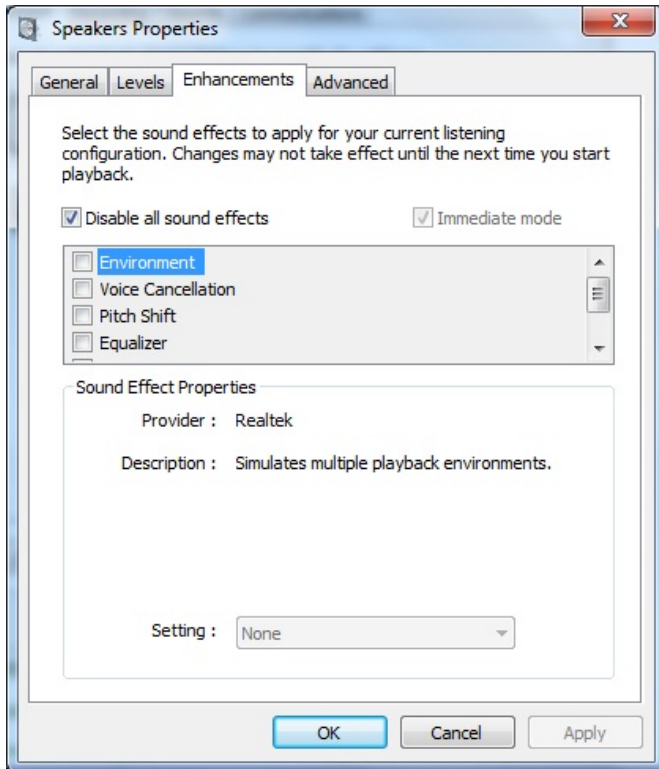 Speakers Properties
General Levels Enhancements Advanced
Select the sound effects to apply for your current listening
configuration. Changes may not take effect until the next time you start
playback.
Disable all sound effects Immediate mode
Environment
Voice Cancellation
Pitch Shift
Equalizer
Sound Effect Properties
Provider : Realtek
Description : Simulates multiple playback environments.
Setting : None
OK Cancel Apply